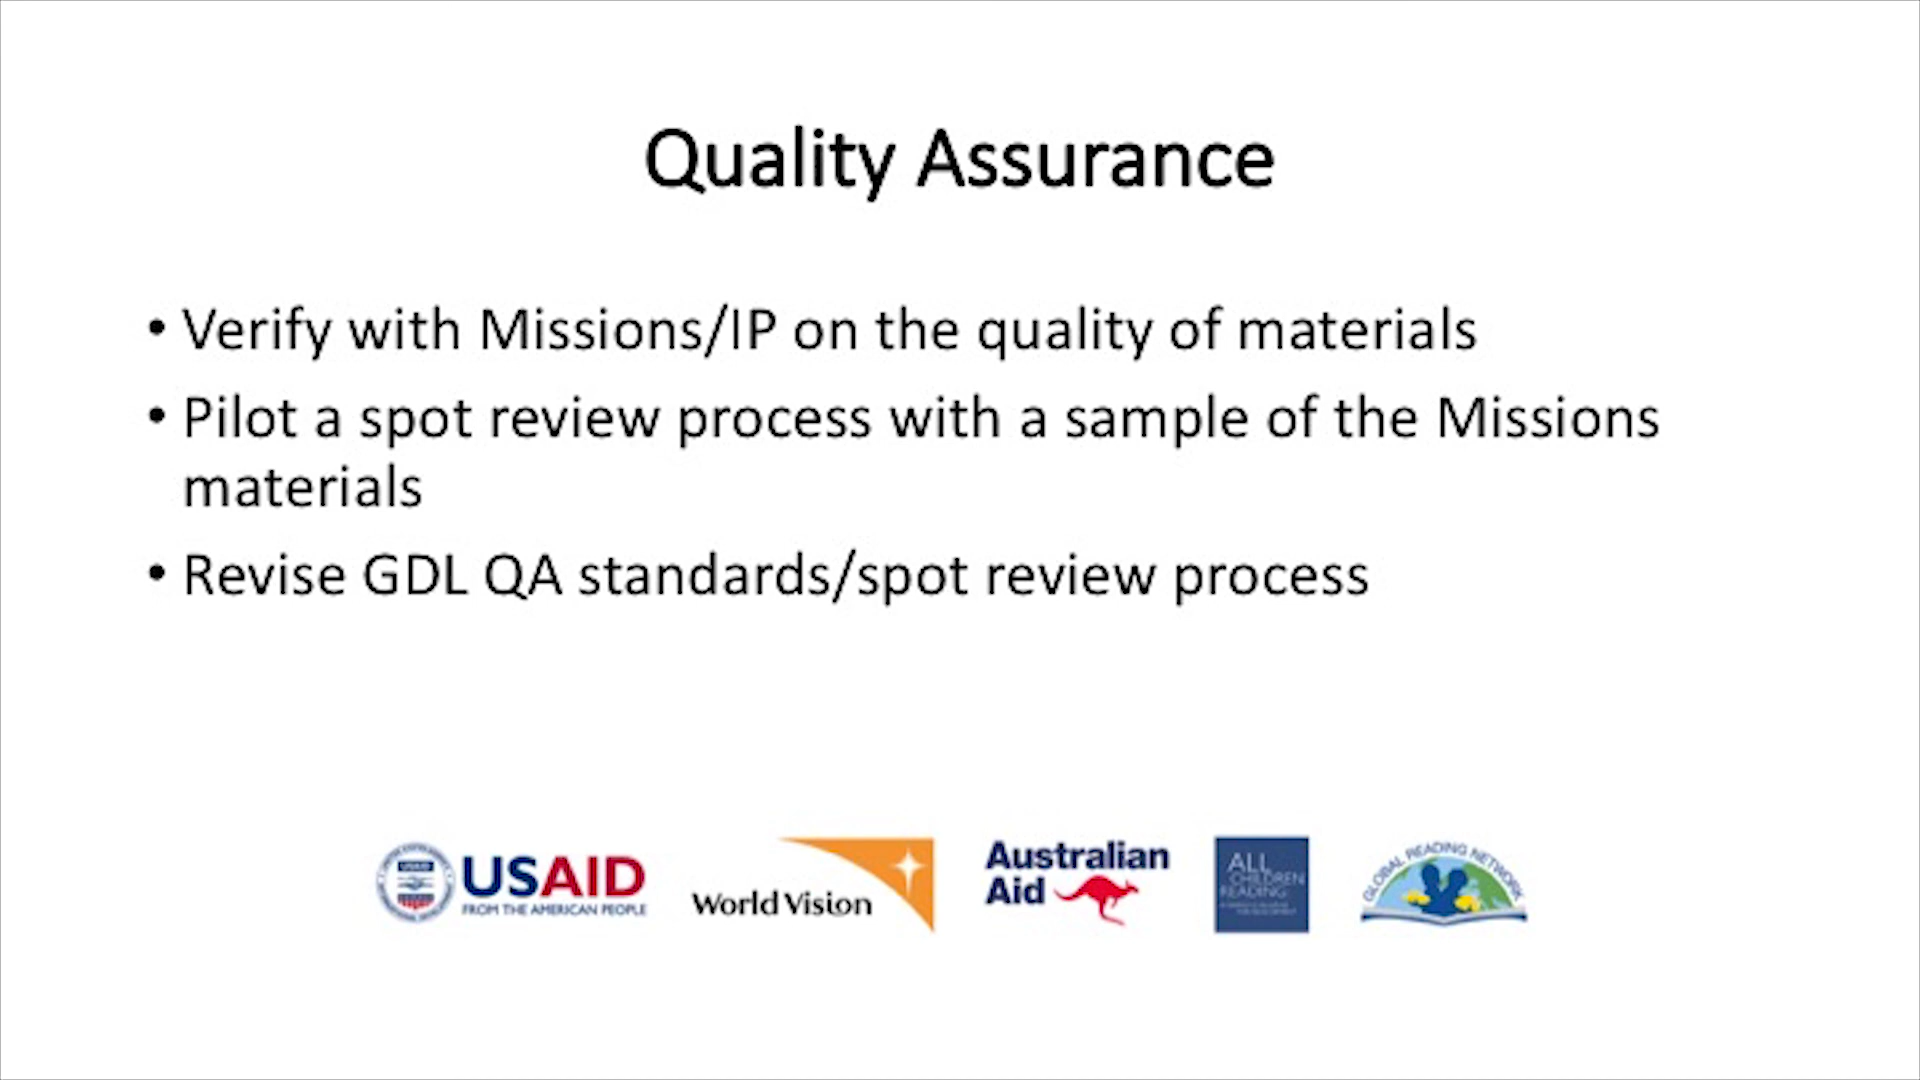 Quality Assurance
• Verify with Missions/IP on the quality of materials
• Pilot a spot review process with a sample of the Missions
materials
• Revise GDL QA standards/spot review process
USAID
FROM THE AMERICAN PEOPLE
World Vision
Australian
Aid
ALL
CHILDREN
READING
GLOBAL READING NETWORK